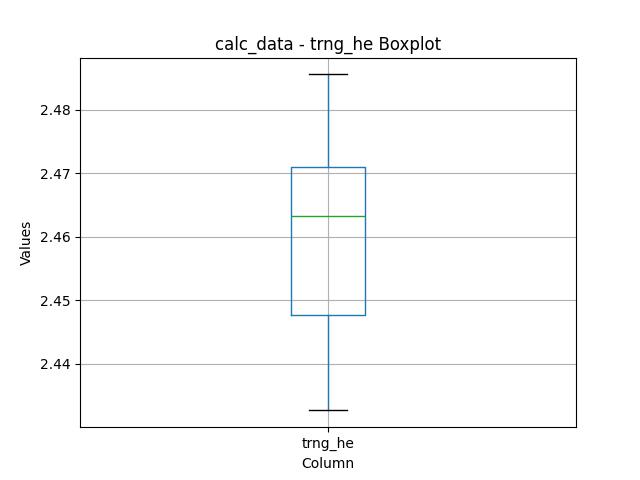 calc_data - trng_he Boxplot
2.48
2.47
2.46
2.45
2.44
Values
trng_he
Column